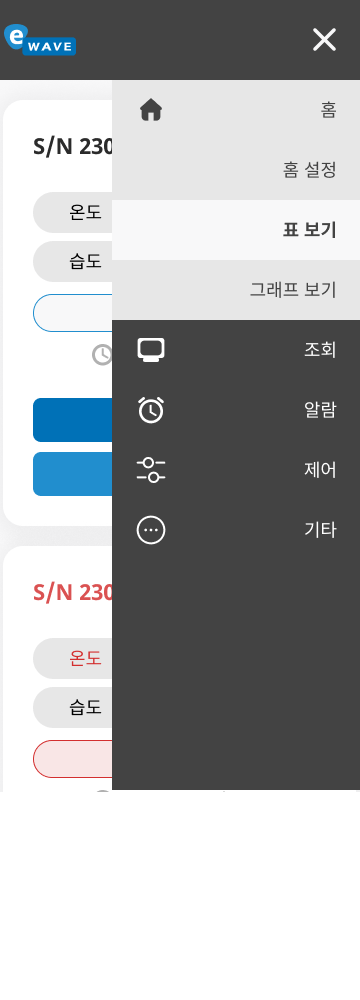 e WAVE
홈
홈 설정
표 보기
그래프 보기
조회
알람
제어
기타
S/N 230
온도
습도
S/N 230
온도
습도